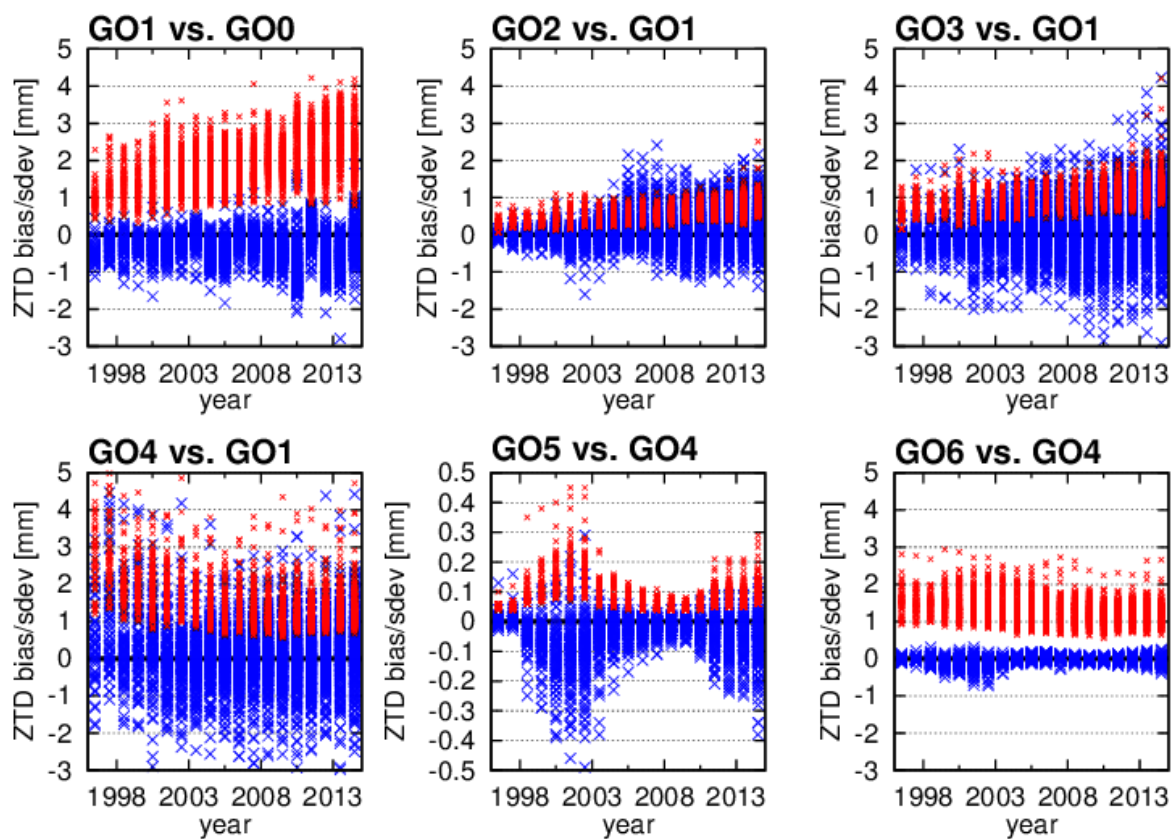 GO1 vs. GO0
GO2 vs. GO1
GO3 vs. GO1
ZTD bias/sdev [mm]
5
4
3
2
1
0
-1
-2
-3
1998 2003 2008 2013
year
ZTD bias/sdev [mm]
5
4
3
2
1
0
-1
-2
-3
1998 2003 2008 2013
year
ZTD bias/sdev [mm]
5
4
3
2
1
0
-1
-2
-3
1998 2003 2008 2013
year
GO4 vs. GO1
GO5 vs. GO4
GO6 vs. GO4
ZTD bias/sdev [mm]
5
4
3
2
1
0
-1
-2
-3
1998 2003 2008 2013
year
ZTD bias/sdev [mm]
0.5
0.4
0.3
0.2
0.1
0
-0.1
-0.2
-0.3
-0.4
-0.5
1998 2003 2008 2013
year
ZTD bias/sdev [mm]
5
4
3
2
1
0
-1
-2
-3
1998 2003 2008 2013
year